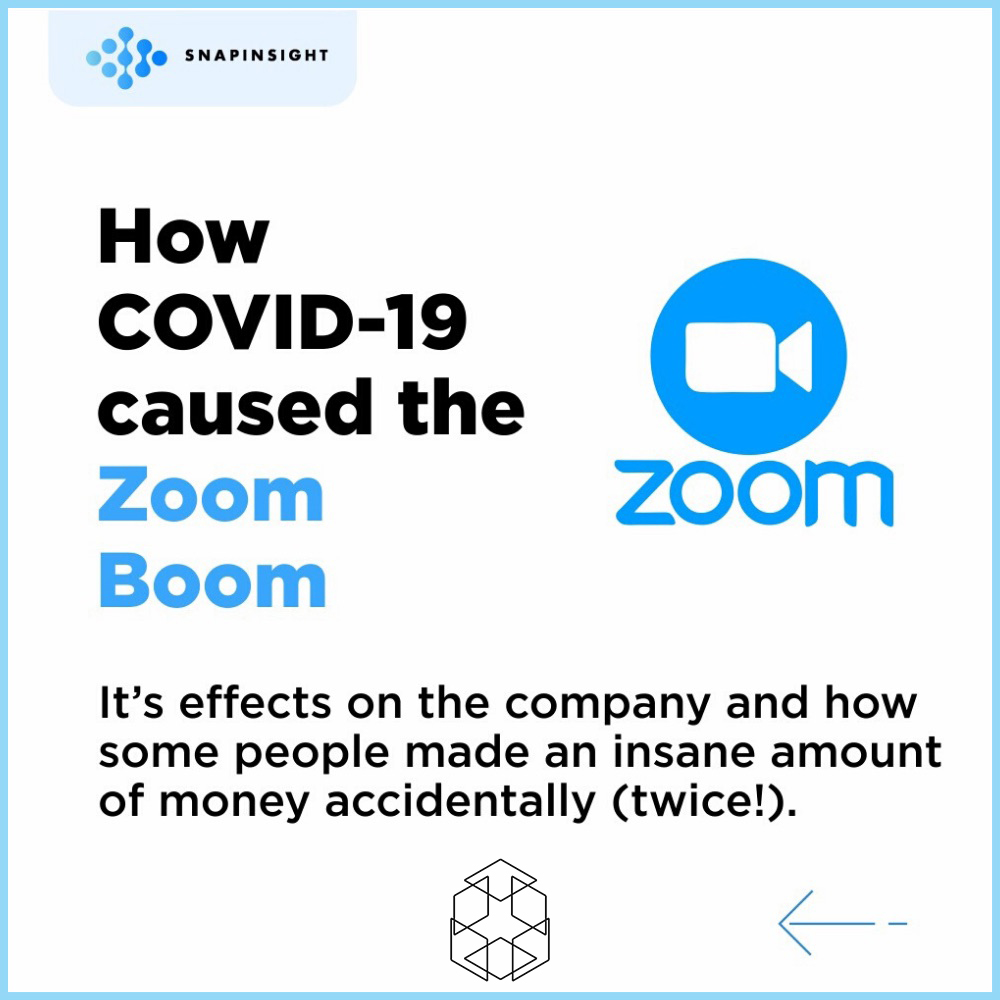 SNAPINSIGHT
How
COVID-19
caused the
Zoom
Boom
zoom
It's effects on the company and how
some people made an insane amount
of money accidentally (twice!).